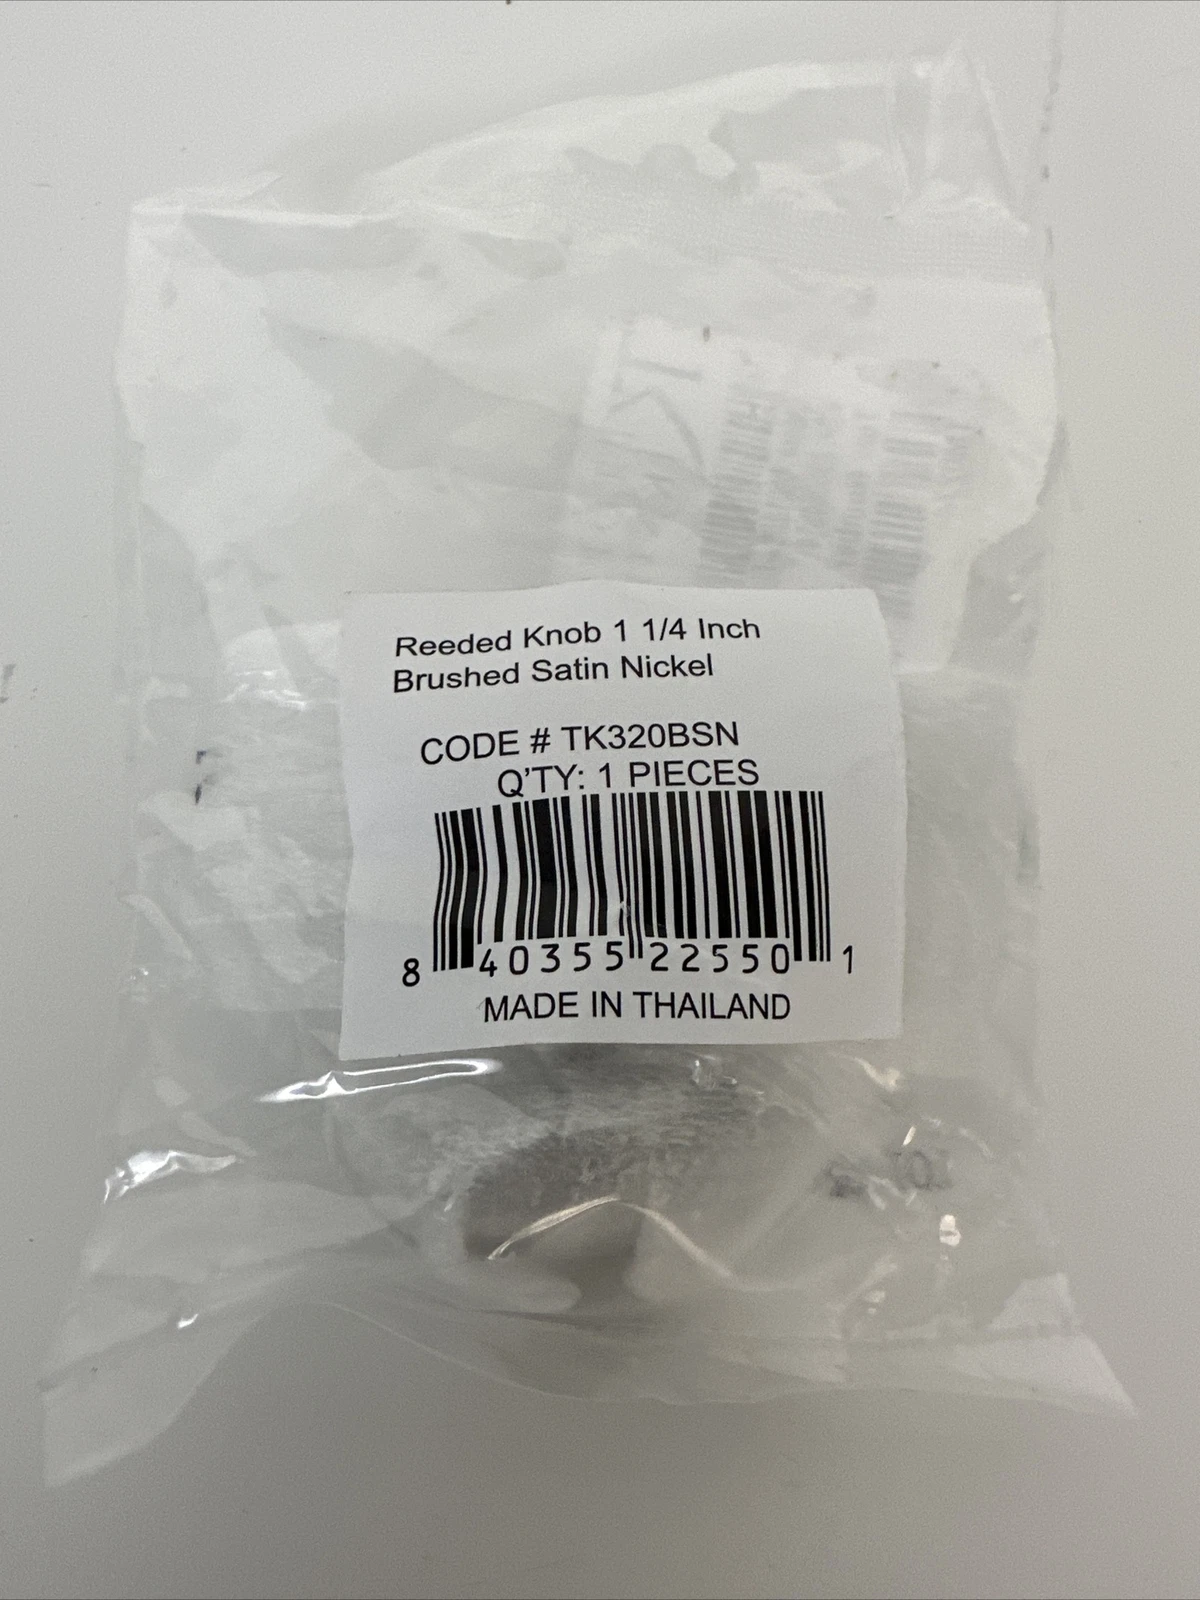 Reeded Knob 1 1/4 Inch
Brushed Satin Nickel
CODE # TK320BSN
Q'TY: 1 PIECES
8 40355 22550 1
MADE IN THAILAND